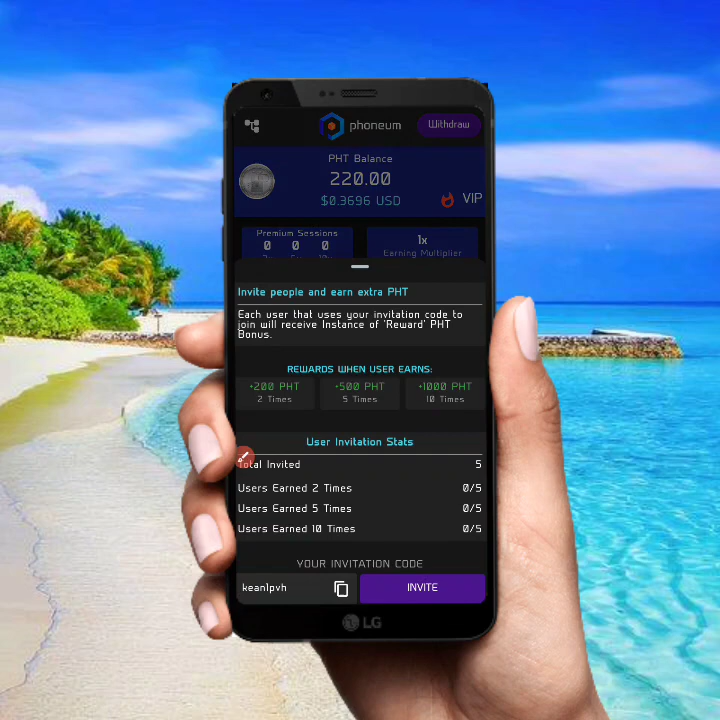 phoneum
Withdraw
PHT Balance
220.00
$0.3696 USD
VIP
Premium Sessions
0 0 0
1x
Earning Multiplier
Invite people and earn extra PHT
Each user that uses your invitation code to
join will receive Instance of 'Reward' PHT
Bonus.
REWARDS WHEN USER EARNS:
+200 PHT +500 PHT +1000 PHT
2 Times 5 Times 10 Times
User Invitation Stats
Total Invited 5
Users Earned 2 Times 0/5
Users Earned 5 Times 0/5
Users Earned 10 Times 0/5
YOUR INVITATION CODE
kean1pvh
INVITE
LG